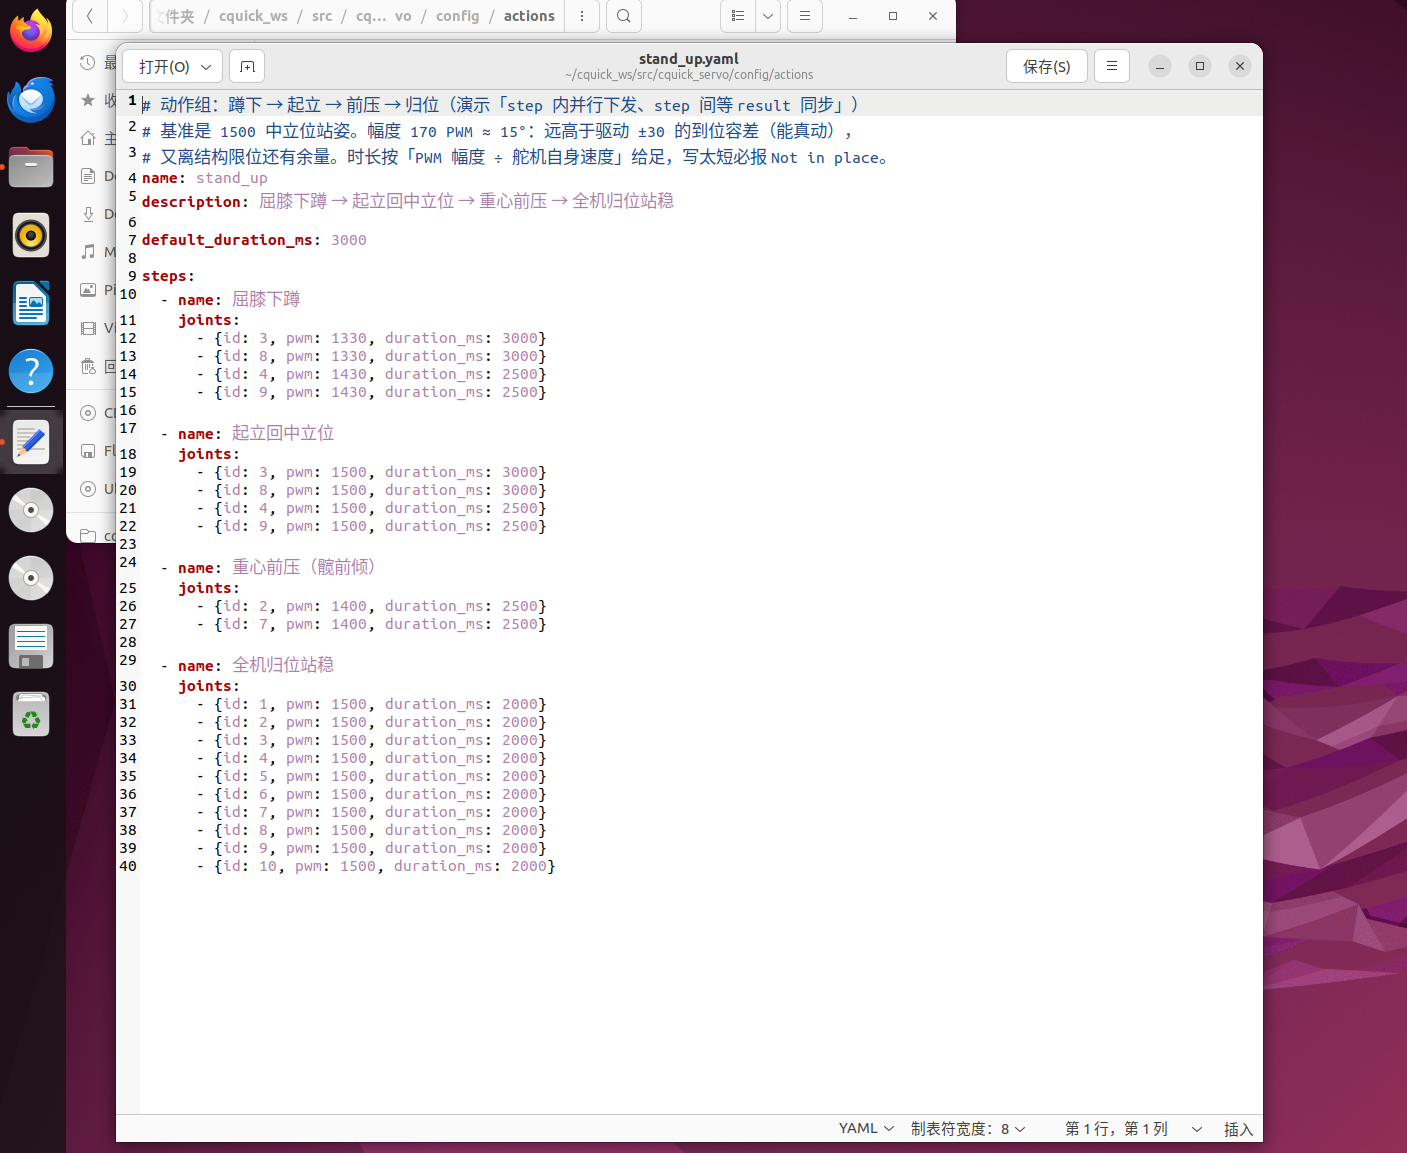 文件夹 / cquick_ws / src / cq... vo / config / actions
打开(O)
stand_up.yaml
~/cquick_ws/src/cquick_servo/config/actions
保存(S)
1 # 动作组：蹲下 → 起立 → 前压 → 归位（演示「step 内并行下发、step 间等 result 同步」）
2 # 基准是 1500 中立位站姿。幅度 170 PWM ≈ 15°：远高于驱动 ±30 的到位容差（能真动），
3 # 又离结构限位还有余量。时长按「PWM 幅度 ÷ 舵机自身速度」给足，写太短必报 Not in place。
4 name: stand_up
5 description: 屈膝下蹲 → 起立回中立位 → 重心前压 → 全机归位站稳
6
7 default_duration_ms: 3000
8
9 steps:
10   - name: 屈膝下蹲
11     joints:
12       - {id: 3, pwm: 1330, duration_ms: 3000}
13       - {id: 8, pwm: 1330, duration_ms: 3000}
14       - {id: 4, pwm: 1430, duration_ms: 2500}
15       - {id: 9, pwm: 1430, duration_ms: 2500}
16
17   - name: 起立回中立位
18     joints:
19       - {id: 3, pwm: 1500, duration_ms: 3000}
20       - {id: 8, pwm: 1500, duration_ms: 3000}
21       - {id: 4, pwm: 1500, duration_ms: 2500}
22       - {id: 9, pwm: 1500, duration_ms: 2500}
23
24   - name: 重心前压（髋前倾）
25     joints:
26       - {id: 2, pwm: 1400, duration_ms: 2500}
27       - {id: 7, pwm: 1400, duration_ms: 2500}
28
29   - name: 全机归位站稳
30     joints:
31       - {id: 1, pwm: 1500, duration_ms: 2000}
32       - {id: 2, pwm: 1500, duration_ms: 2000}
33       - {id: 3, pwm: 1500, duration_ms: 2000}
34       - {id: 4, pwm: 1500, duration_ms: 2000}
35       - {id: 5, pwm: 1500, duration_ms: 2000}
36       - {id: 6, pwm: 1500, duration_ms: 2000}
37       - {id: 7, pwm: 1500, duration_ms: 2000}
38       - {id: 8, pwm: 1500, duration_ms: 2000}
39       - {id: 9, pwm: 1500, duration_ms: 2000}
40       - {id: 10, pwm: 1500, duration_ms: 2000}
YAML 制表符宽度：8 第 1 行，第 1 列 插入